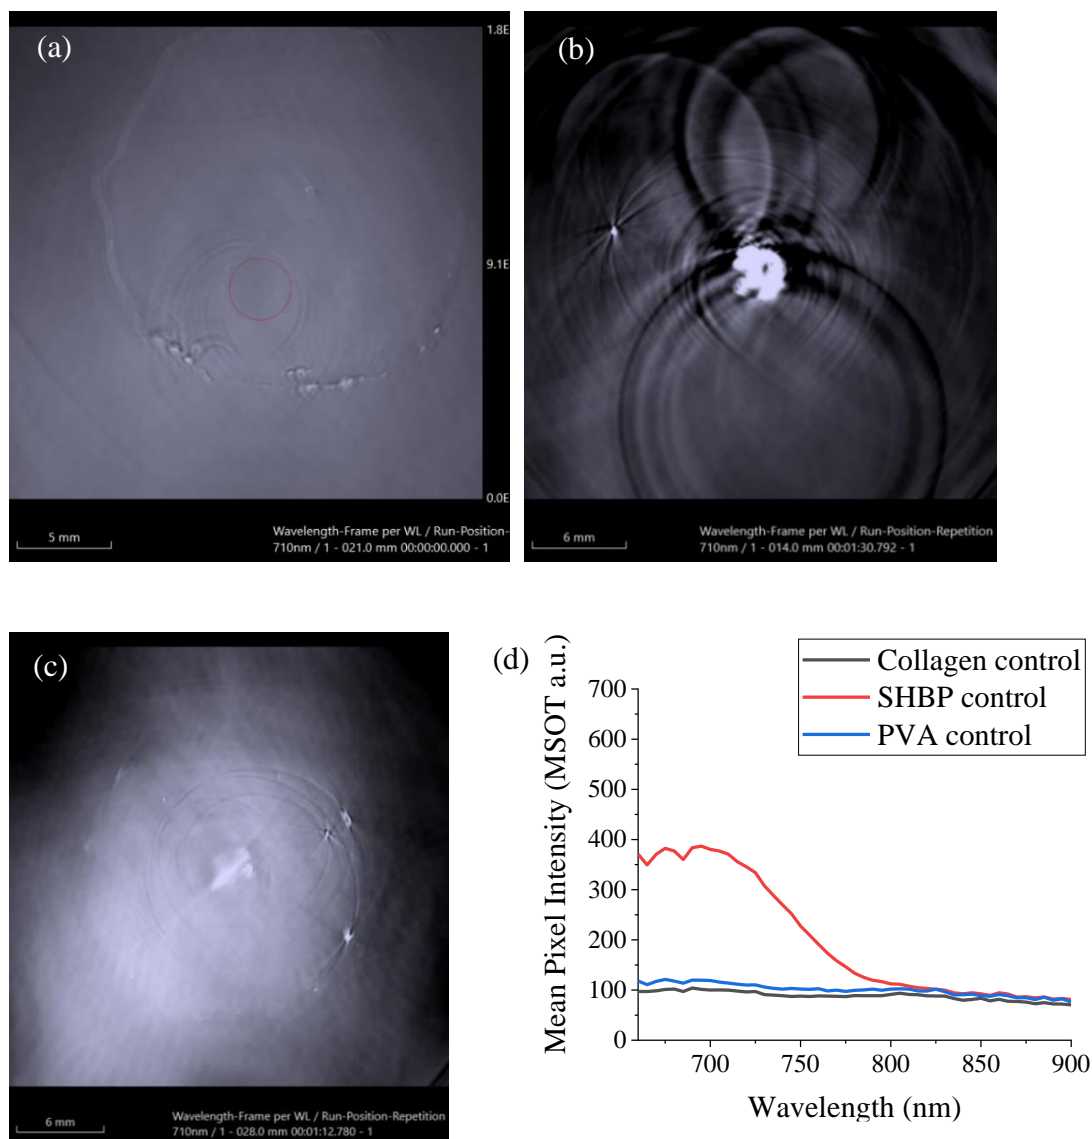 (a)
1.8E
9.1E
0.0E
5 mm
Wavelength-Frame per WL / Run-Position-
710nm / 1 - 021.0 mm 00:00:00.000 - 1
(b)
6 mm
Wavelength-Frame per WL / Run-Position-Repetition
710nm / 1 - 014.0 mm 00:01:30.792 - 1
(c)
6 mm
Wavelength-Frame per WL / Run-Position-Repetition
710nm / 1 - 028.0 mm 00:01:12.780 - 1
(d)
Collagen control
SHBP control
PVA control
Mean Pixel Intensity (MSOT a.u.)
700
600
500
400
300
200
100
0
700 750 800 850 900
Wavelength (nm)